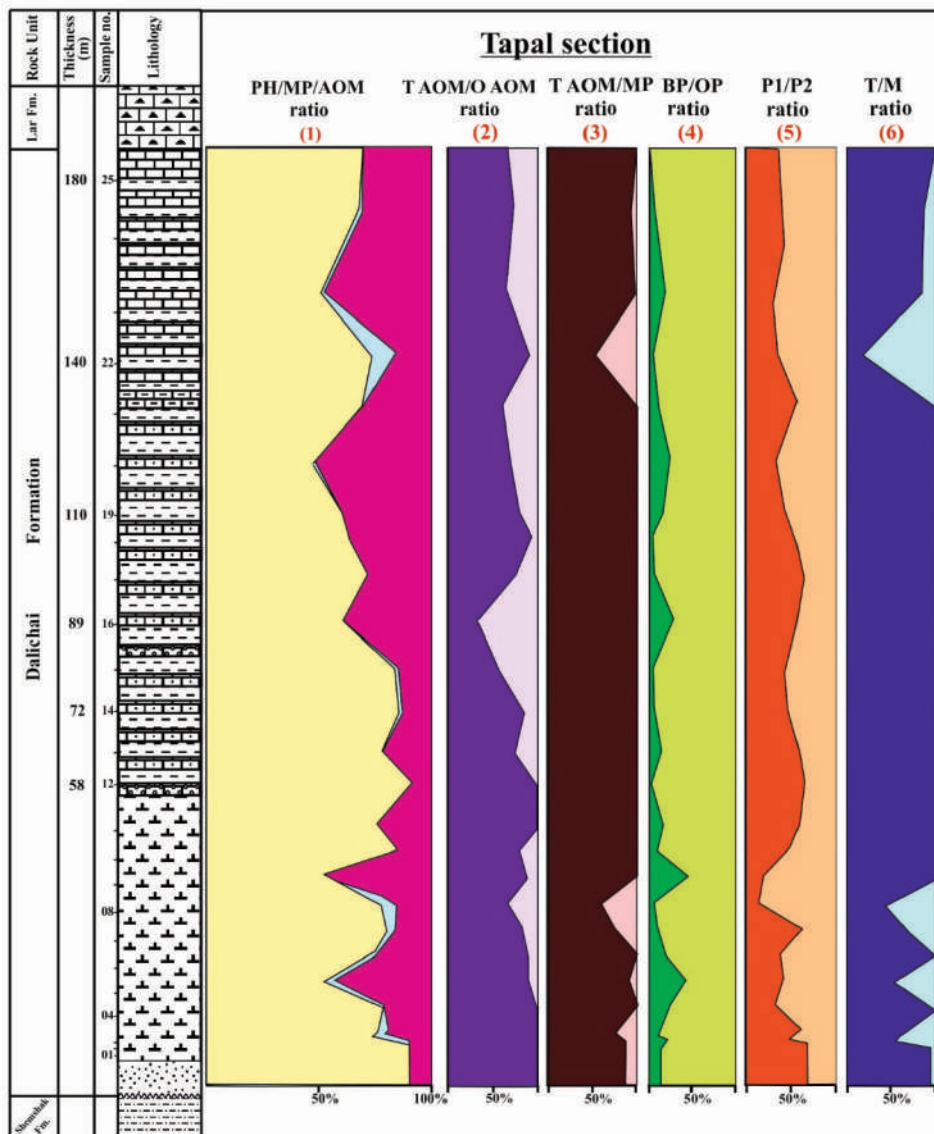 Tapal section
Rock Unit
Thickness
(m)
Sample no.
Lithology
PH/MP/AOM
ratio
(1)
T AOM/O AOM
ratio
(2)
T AOM/MP
ratio
(3)
BP/OP
ratio
(4)
P1/P2
ratio
(5)
T/M
ratio
(6)
Lar Fm.
Dalichai Formation
Shemshak
Fm.
180
140
110
89
72
58
25
22
19
16
14
12
08
04
01
50%
100%
50%
50%
50%
50%
50%